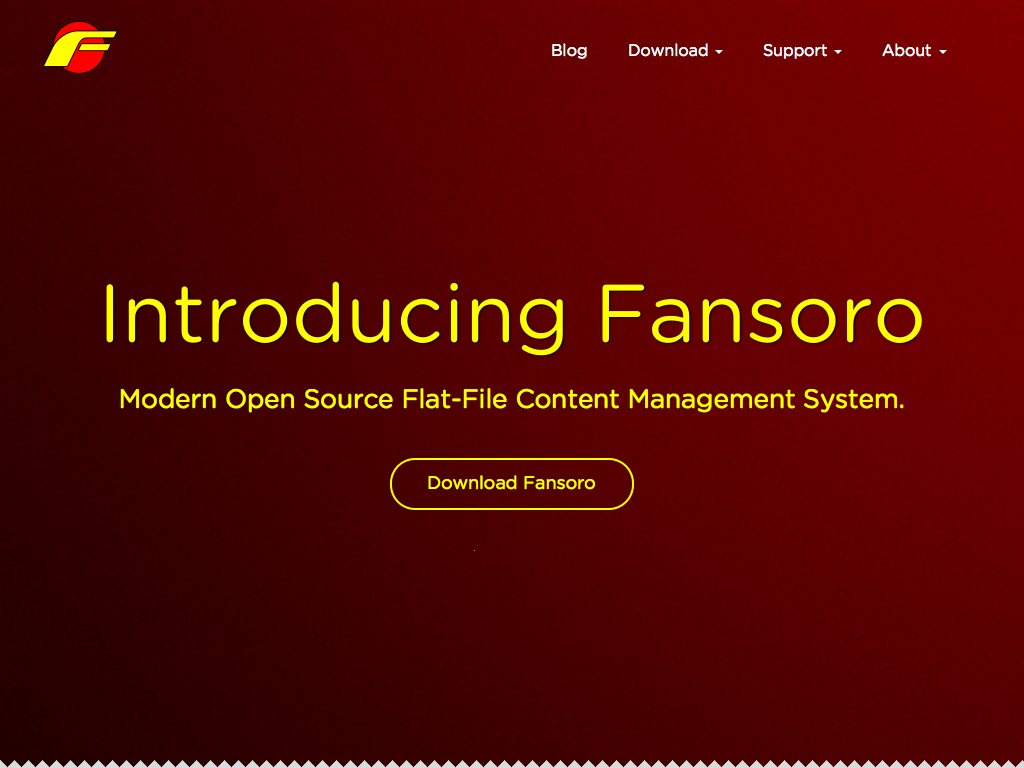 F
Blog
Download
Support
About
Introducing Fansoro
Modern Open Source Flat-File Content Management System.
Download Fansoro